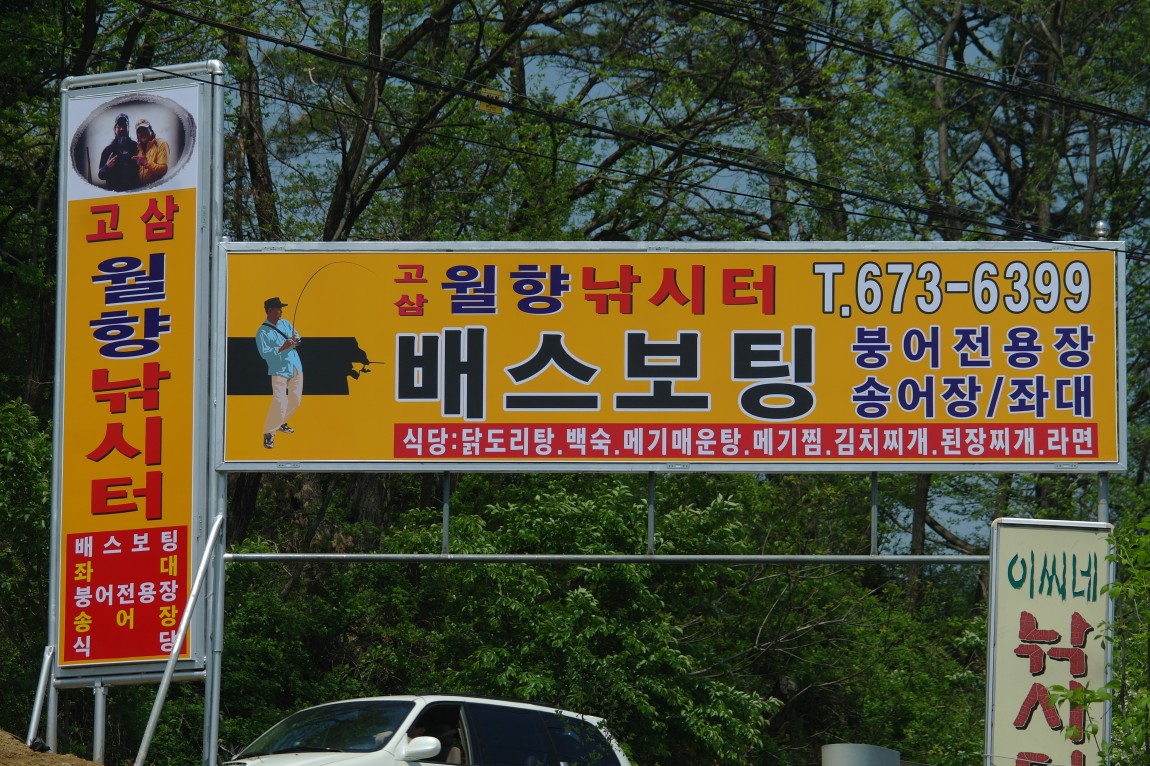 고삼
월향
낚시터
배스보팅
좌대
붕어전용장
송어장
식당
고삼 월향낚시터 T.673-6399
배스보팅
붕어전용장
송어장/좌대
식당:닭도리탕.백숙.메기매운탕.메기찜.김치찌개.된장찌개.라면
이씨네
낚시터